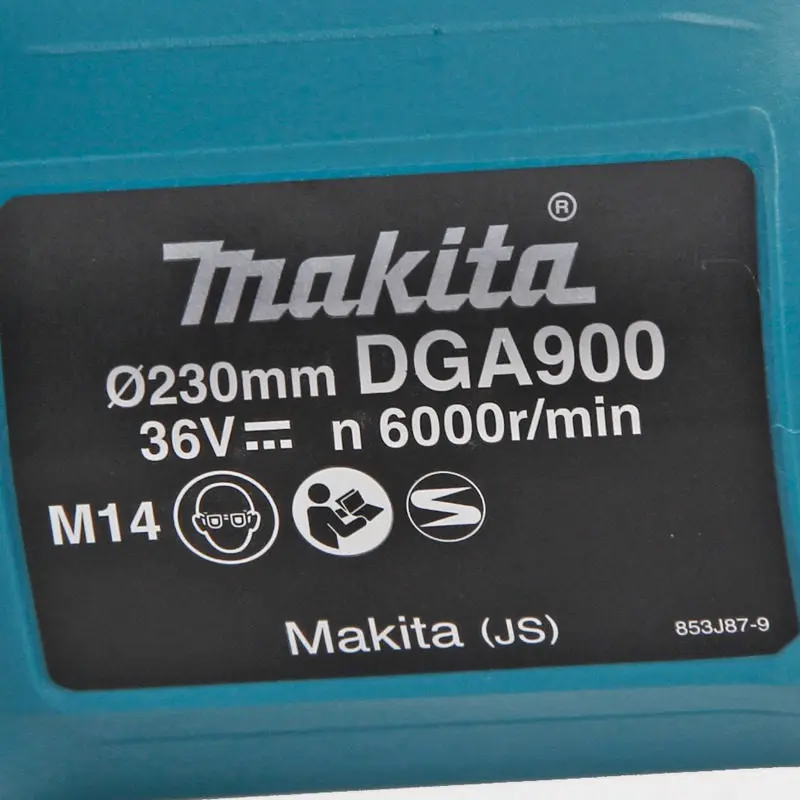 makita®
Ø230mm DGA900
36V⎓ n 6000r/min
M14
Makita (JS) 853J87-9